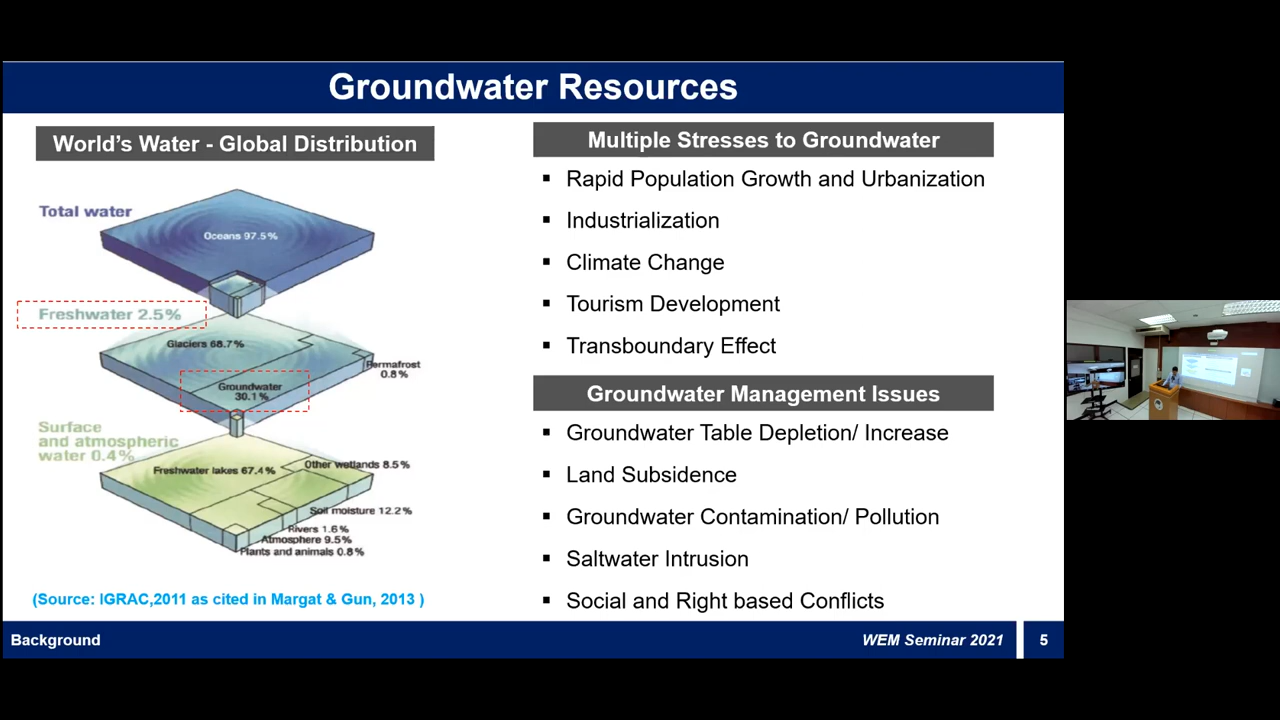 Groundwater Resources
World's Water - Global Distribution
Total water
Oceans 97.5%
Freshwater 2.5%
Glaciers 68.7%
Permafrost
0.8%
Groundwater
30.1%
Surface
and atmospheric
water 0.4%
Freshwater lakes 67.4%
Other wetlands 8.5%
Soil moisture 12.2%
Rivers 1.6%
Atmosphere 9.5%
Plants and animals 0.8%
(Source: IGRAC,2011 as cited in Margat & Gun, 2013 )
Multiple Stresses to Groundwater
▪ Rapid Population Growth and Urbanization
▪ Industrialization
▪ Climate Change
▪ Tourism Development
▪ Transboundary Effect
Groundwater Management Issues
▪ Groundwater Table Depletion/ Increase
▪ Land Subsidence
▪ Groundwater Contamination/ Pollution
▪ Saltwater Intrusion
▪ Social and Right based Conflicts
Background
WEM Seminar 2021
5